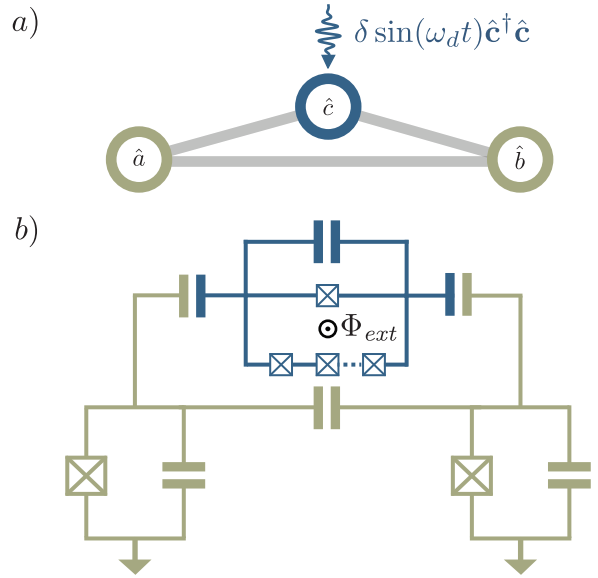 a)
δ sin(ω_d t)ĉ†ĉ
ĉ
â
b̂
b)
Φ_ext